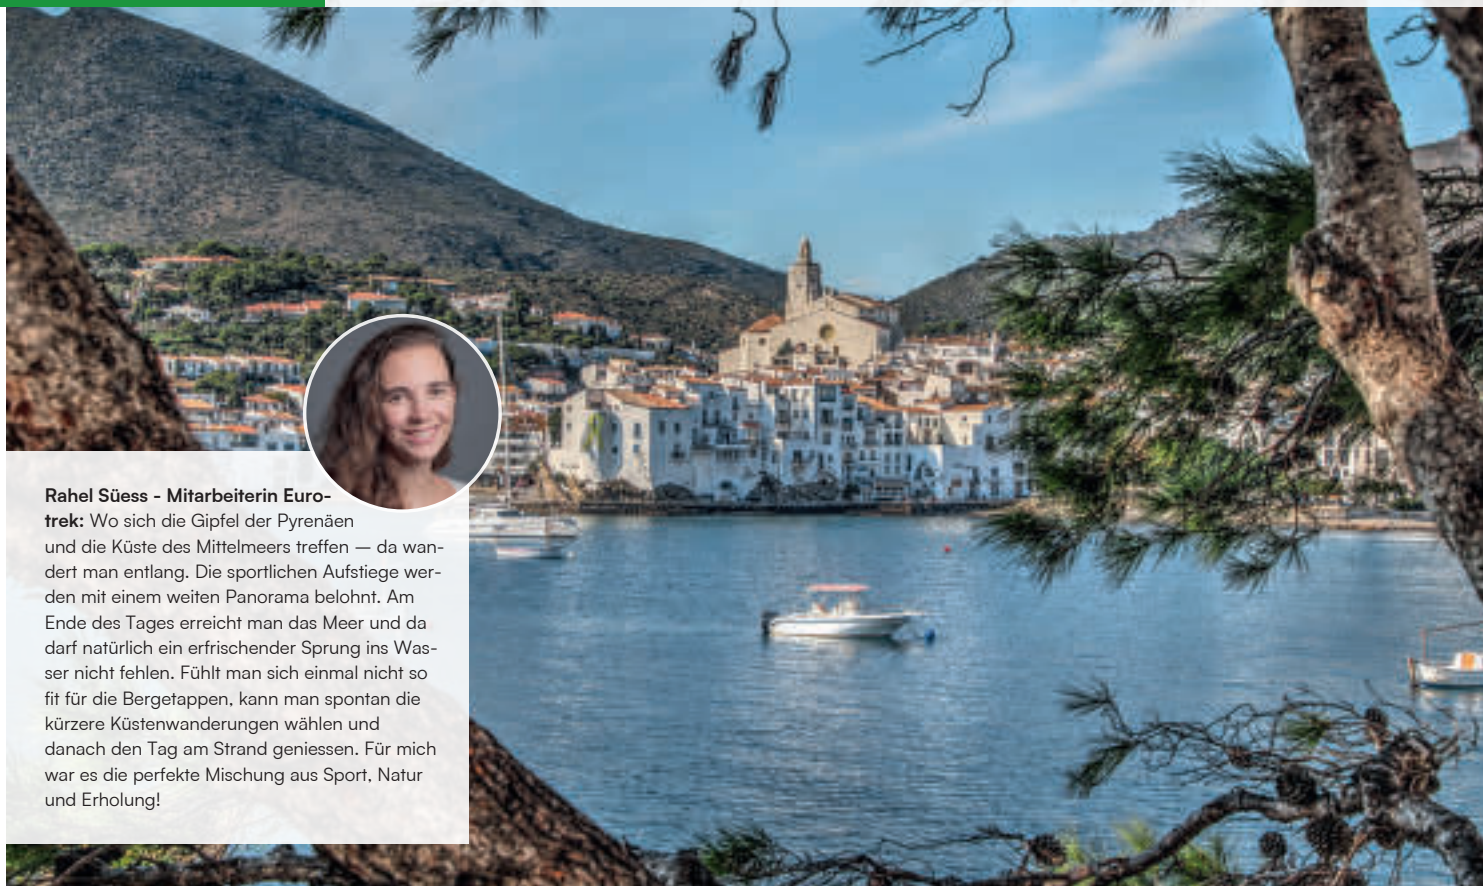 Rahel Süess - Mitarbeiterin Euro-
trek: Wo sich die Gipfel der Pyrenäen
und die Küste des Mittelmeers treffen — da wan-
dert man entlang. Die sportlichen Aufstiege wer-
den mit einem weiten Panorama belohnt. Am
Ende des Tages erreicht man das Meer und da
darf natürlich ein erfrischender Sprung ins Was-
ser nicht fehlen. Fühlt man sich einmal nicht so
fit für die Bergetappen, kann man spontan die
kürzere Küstenwanderungen wählen und
danach den Tag am Strand geniessen. Für mich
war es die perfekte Mischung aus Sport, Natur
und Erholung!